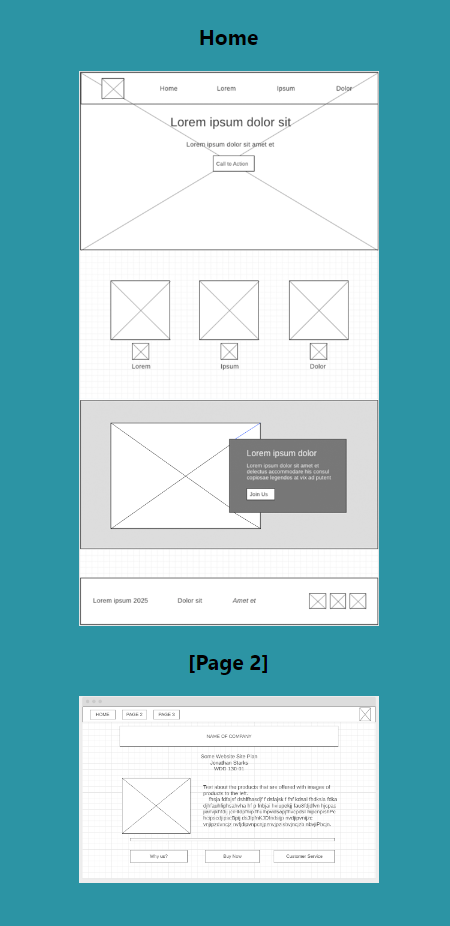 Home
Home Lorem Ipsum Dolor
Lorem ipsum dolor sit
Lorem ipsum dolor sit amet et
Call to Action
Lorem Ipsum Dolor
Lorem ipsum dolor
Lorem ipsum dolor sit amet et
delectus accommodare his consul
copiosae legendos at vix ad putent
Join Us
Lorem ipsum 2025 Dolor sit Amet et
[Page 2]
HOME PAGE 2 PAGE 3
NAME OF COMPANY
Some Website Site Plan
Jonathan Starks
WDD 130-01
about the products that are offered with images of
products to the left.
Why us? Buy Now Customer Service